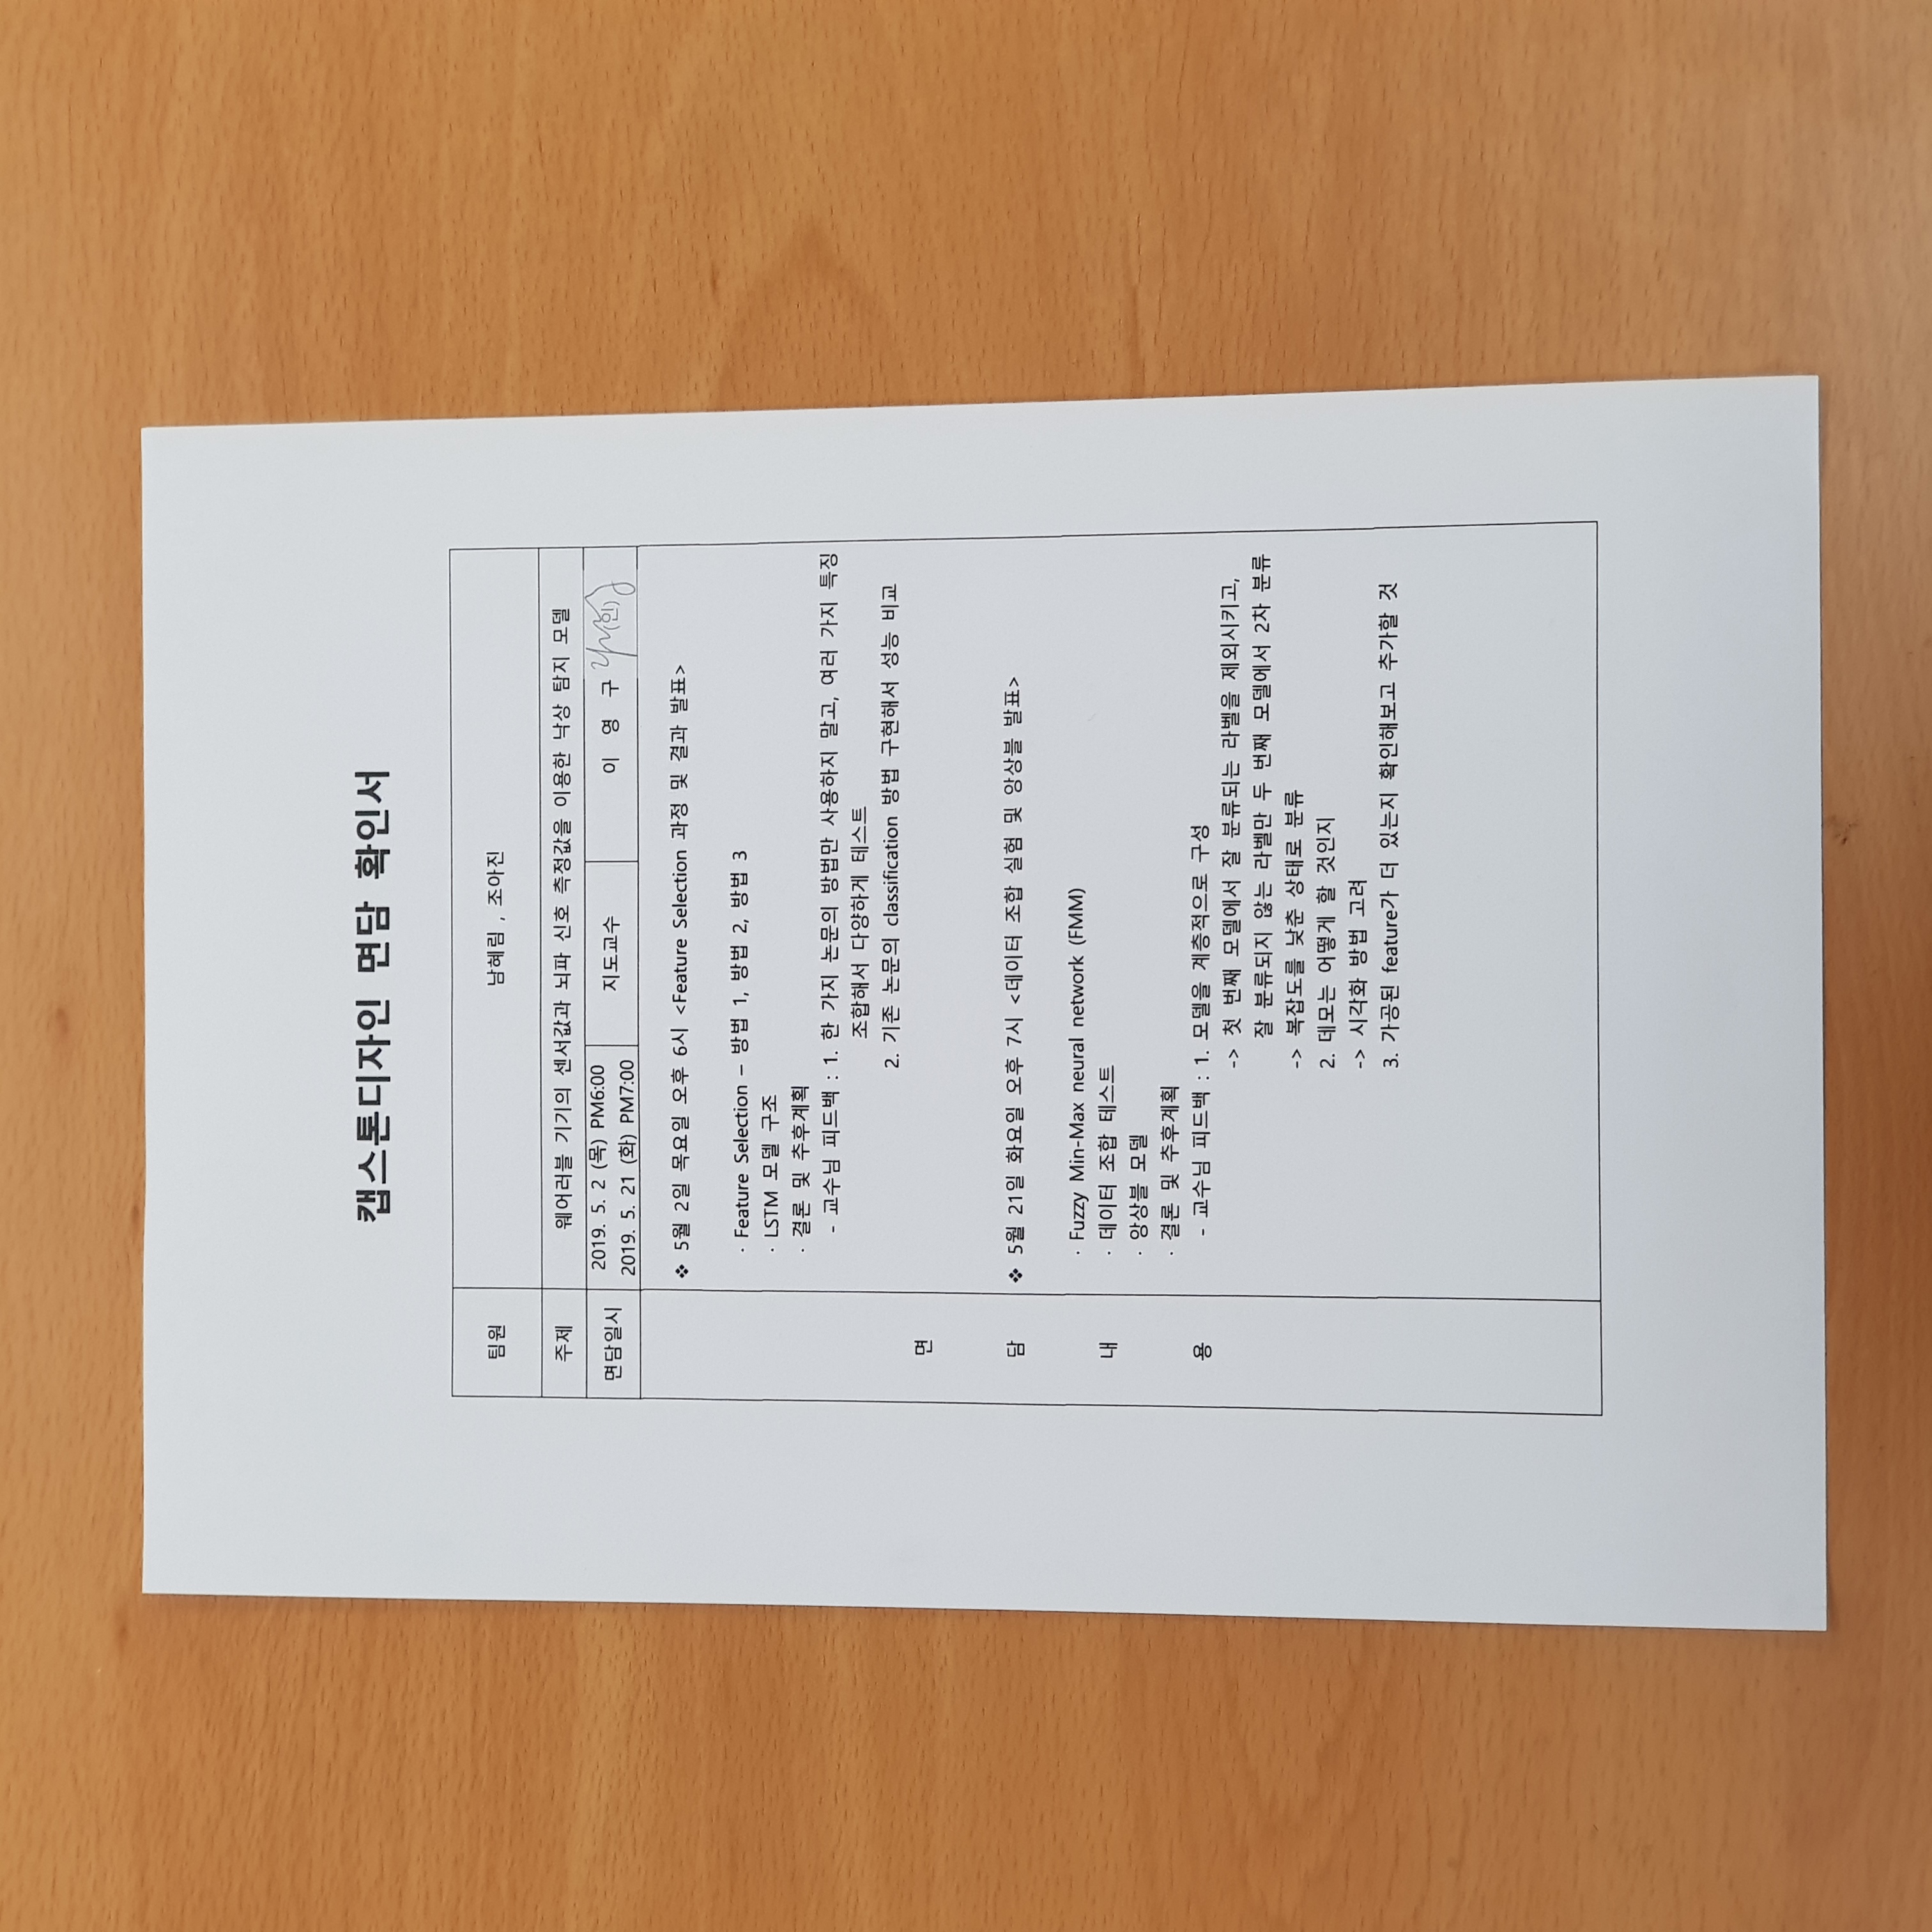 캡스톤디자인 면담 확인서
팀원 남혜림 , 조아진
주제 웨어러블 기기의 센서값과 뇌파 신호 측정값을 이용한 낙상 탐지 모델
면담일시 2019. 5. 2 (목) PM6:00
2019. 5. 21 (화) PM7:00
지도교수 이 영 구 (인)
면 담 내 용
❖ 5월 2일 목요일 오후 6시 <Feature Selection 과정 및 결과 발표>
· Feature Selection – 방법 1, 방법 2, 방법 3
· LSTM 모델 구조
· 결론 및 추후계획
- 교수님 피드백 : 1. 한 가지 논문의 방법만 사용하지 말고, 여러 가지 특징
조합해서 다양하게 테스트
2. 기존 논문의 classification 방법 구현해서 성능 비교
❖ 5월 21일 화요일 오후 7시 <데이터 조합 실험 및 앙상블 발표>
· Fuzzy Min-Max neural network (FMM)
· 데이터 조합 테스트
· 앙상블 모델
· 결론 및 추후계획
- 교수님 피드백 : 1. 모델을 계층적으로 구성
-> 첫 번째 모델에서 잘 분류되는 라벨을 제외시키고,
잘 분류되지 않는 라벨만 두 번째 모델에서 2차 분류
-> 복잡도를 낮춘 상태로 분류
2. 데모는 어떻게 할 것인지
-> 시각화 방법 고려
3. 가공된 feature가 더 있는지 확인해보고 추가할 것